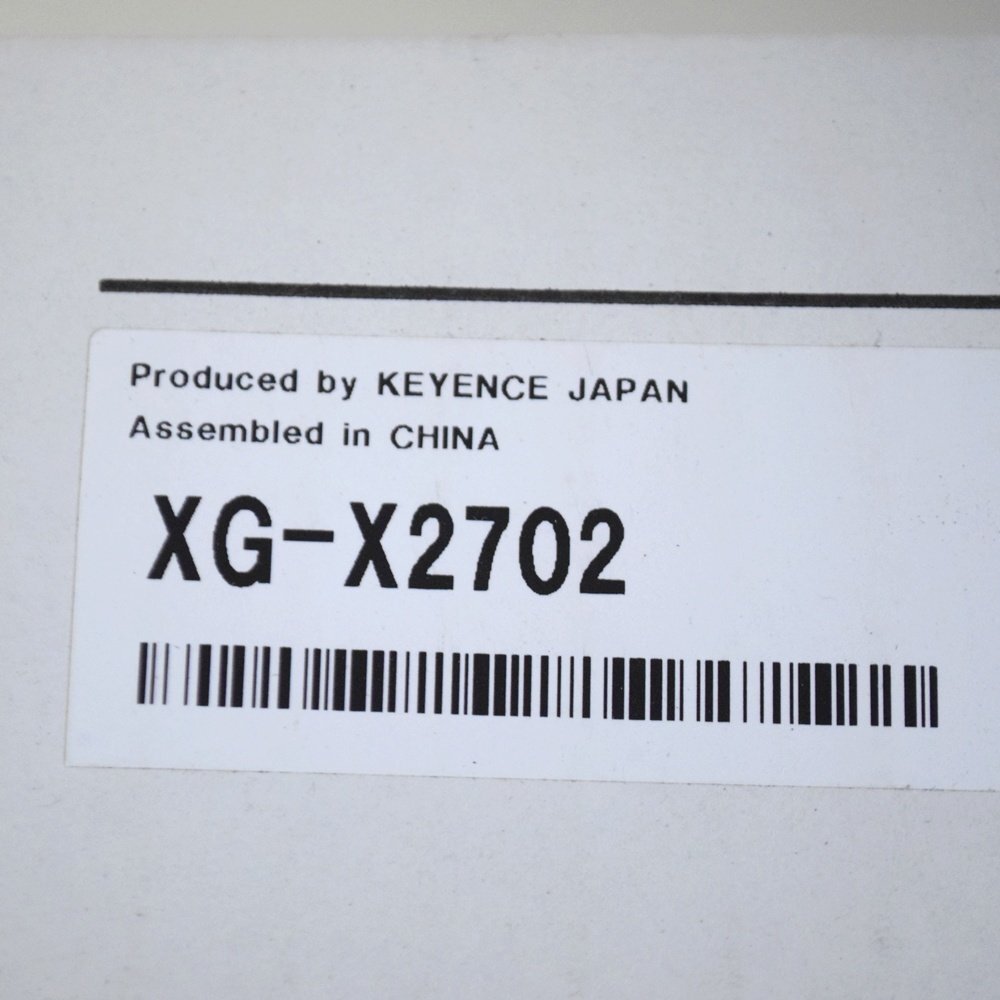 Produced by KEYENCE JAPAN
Assembled in CHINA
XG-X2702